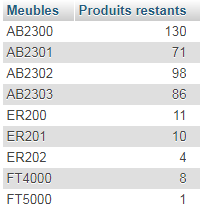 Meubles Produits restants
AB2300 130
AB2301 71
AB2302 98
AB2303 86
ER200 11
ER201 10
ER202 4
FT4000 8
FT5000 1